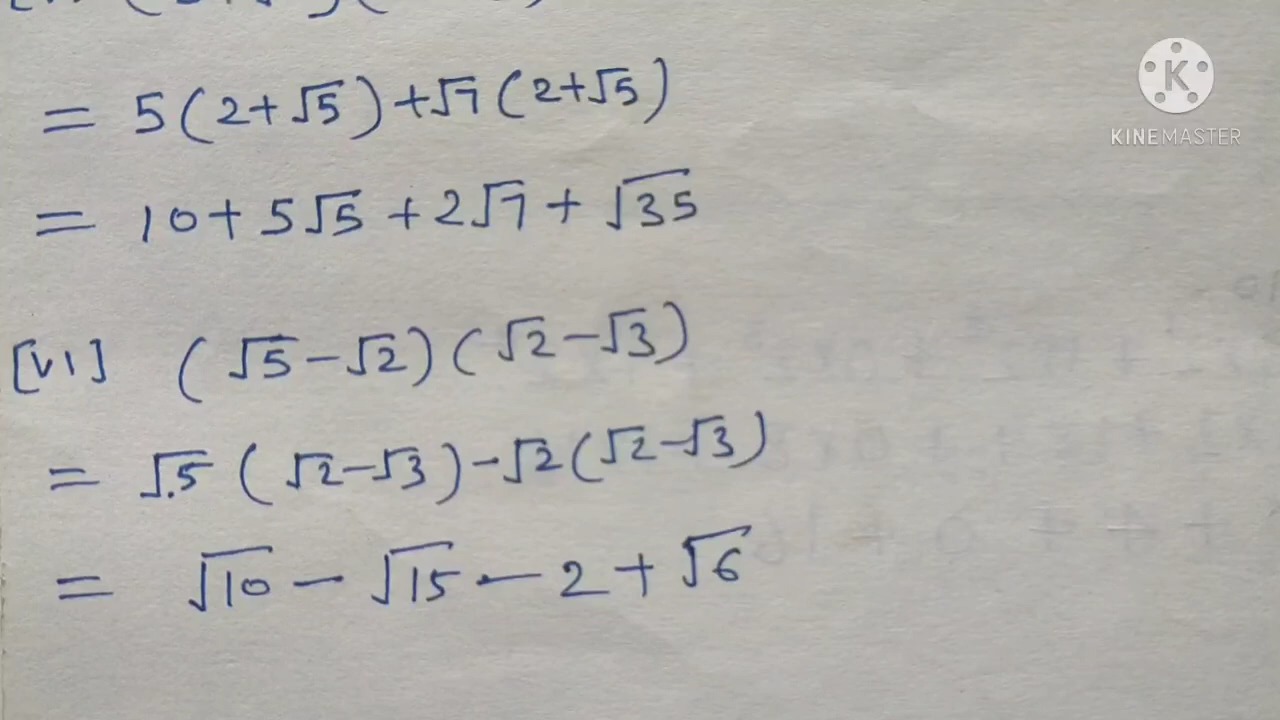 = 5(2+√5)+√7(2+√5)
= 10+5√5+2√7+√35
[vi] (√5-√2)(√2-√3)
= √5(√2-√3)-√2(√2-√3)
= √10-√15-2+√6
KINEMASTER